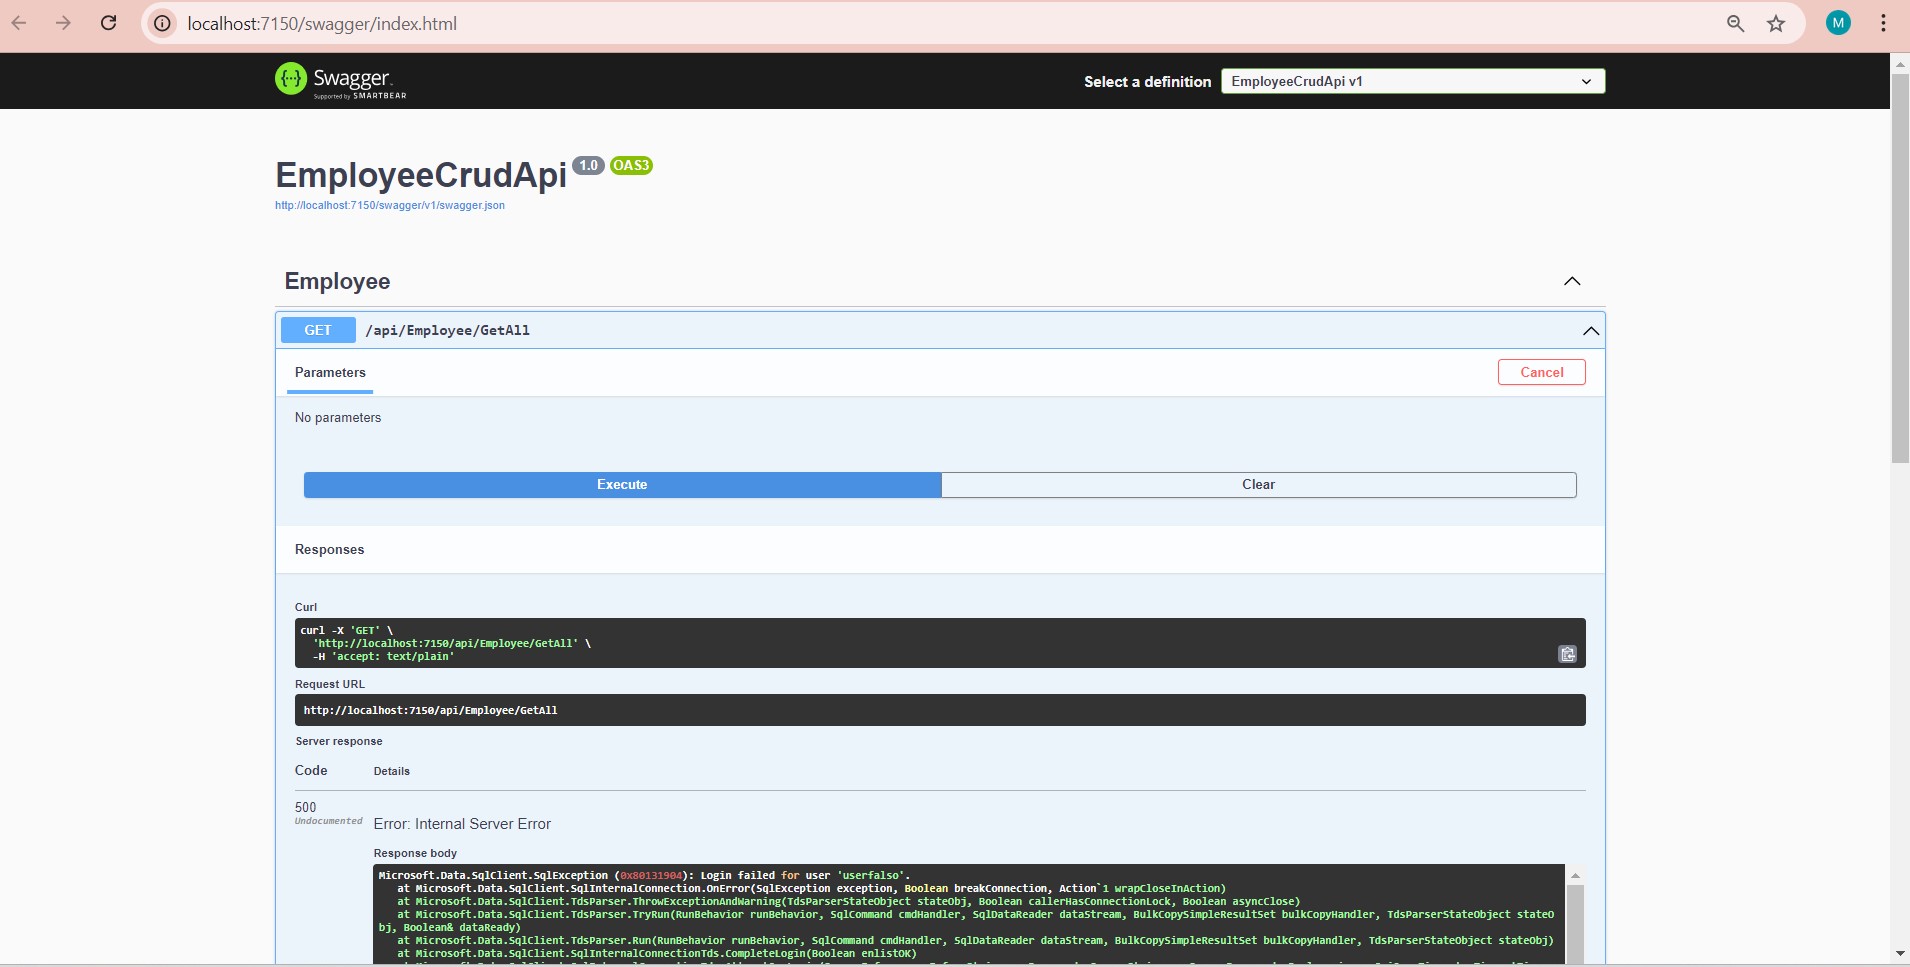 localhost:7150/swagger/index.html
M
Swagger
Supported by SMARTBEAR
Select a definition
EmployeeCrudApi v1
EmployeeCrudApi 1.0 OAS3
http://localhost:7150/swagger/v1/swagger.json
Employee
GET /api/Employee/GetAll
Parameters
Cancel
No parameters
Execute
Clear
Responses
Curl
curl -X 'GET' \
'http://localhost:7150/api/Employee/GetAll' \
-H 'accept: text/plain'
Request URL
http://localhost:7150/api/Employee/GetAll
Server response
Code Details
500
Undocumented
Error: Internal Server Error
Response body
Microsoft.Data.SqlClient.SqlException (0x80131904): Login failed for user 'userfalso'.
at Microsoft.Data.SqlClient.SqlInternalConnection.OnError(SqlException exception, Boolean breakConnection, Action`1 wrapCloseInAction)
at Microsoft.Data.SqlClient.TdsParser.ThrowExceptionAndWarning(TdsParserStateObject stateObj, Boolean callerHasConnectionLock, Boolean asyncClose)
at Microsoft.Data.SqlClient.TdsParser.TryRun(RunBehavior runBehavior, SqlCommand cmdHandler, SqlDataReader dataStream, BulkCopySimpleResultSet bulkCopyHandler, TdsParserStateObject stateO
bj, Boolean& dataReady)
at Microsoft.Data.SqlClient.TdsParser.Run(RunBehavior runBehavior, SqlCommand cmdHandler, SqlDataReader dataStream, BulkCopySimpleResultSet bulkCopyHandler, TdsParserStateObject stateObj)
at Microsoft.Data.SqlClient.SqlInternalConnectionTds.CompleteLogin(Boolean enlistOK)